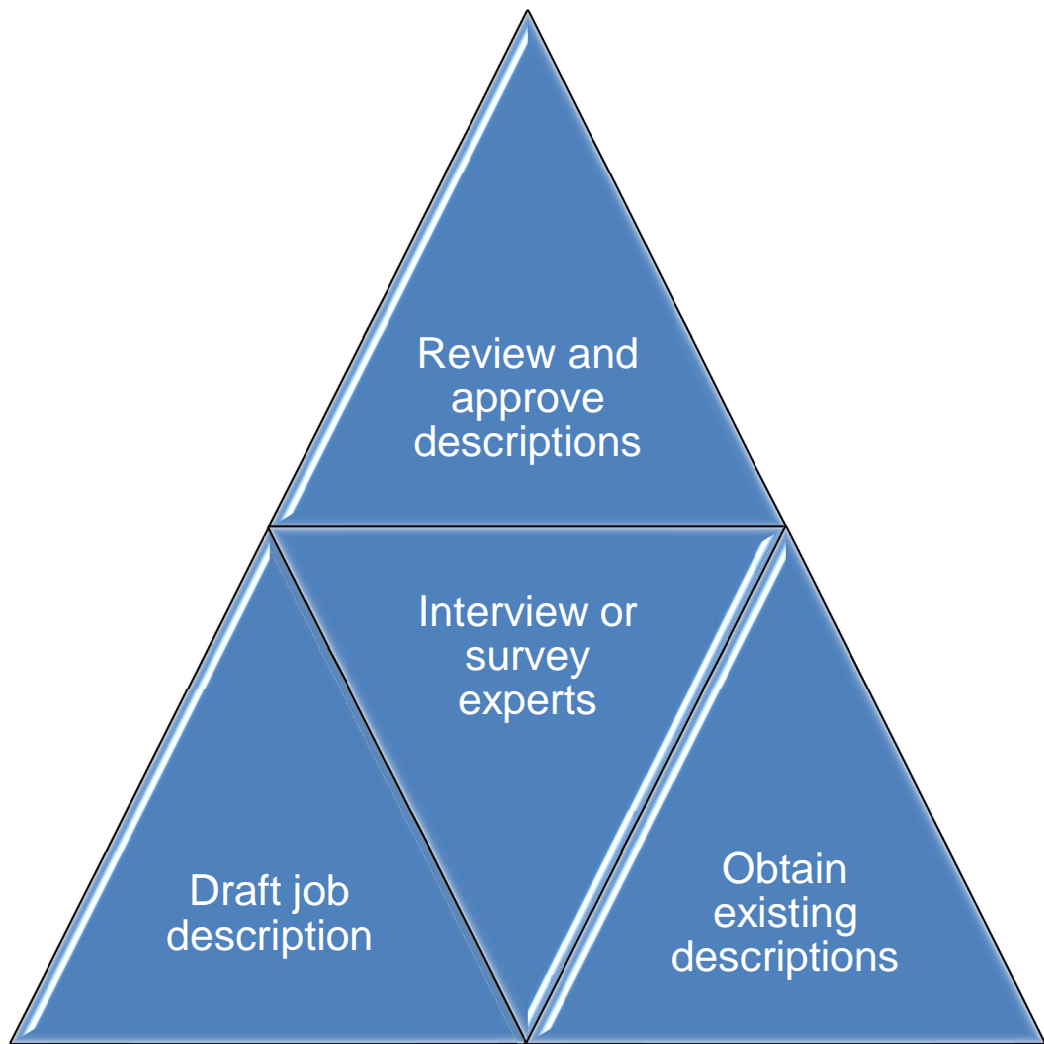 Review and
approve
descriptions
Interview or
survey
experts
Draft job
description
Obtain
existing
descriptions